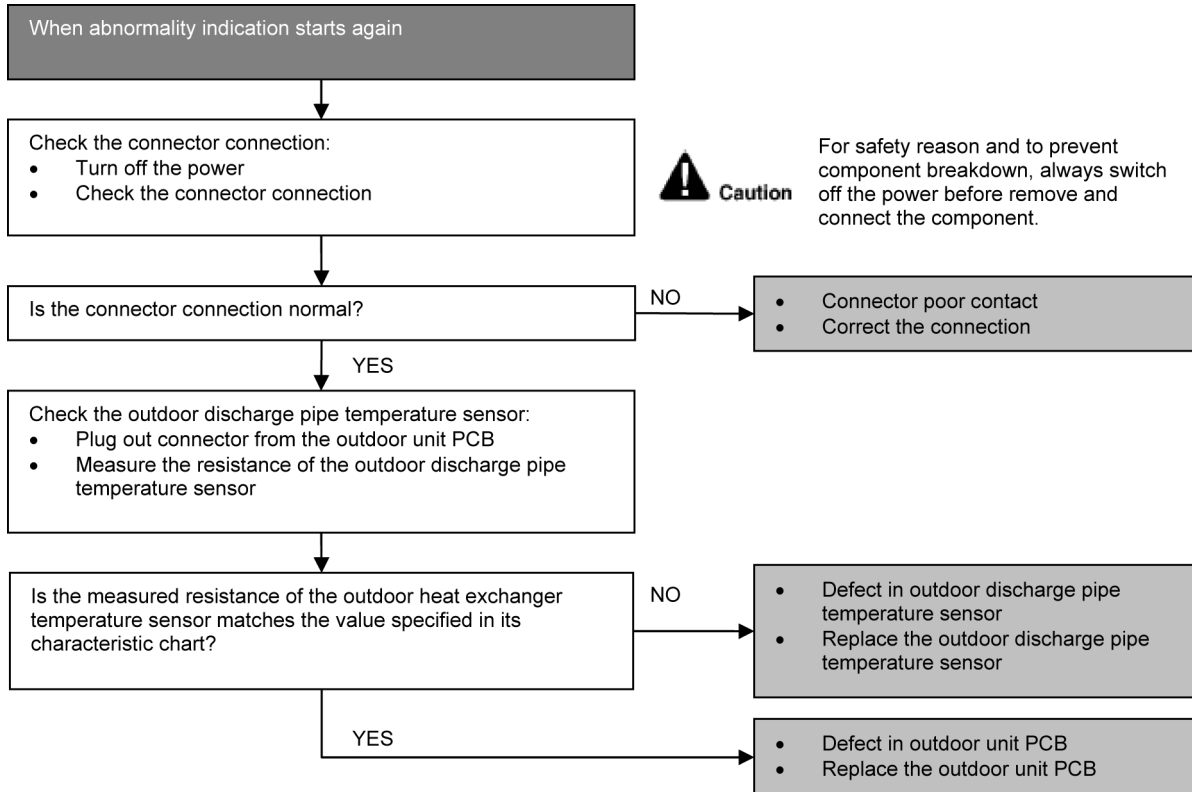 When abnormality indication starts again
Check the connector connection:
• Turn off the power
• Check the connector connection
Caution
For safety reason and to prevent
component breakdown, always switch
off the power before remove and
connect the component.
Is the connector connection normal?
NO
• Connector poor contact
• Correct the connection
YES
Check the outdoor discharge pipe temperature sensor:
• Plug out connector from the outdoor unit PCB
• Measure the resistance of the outdoor discharge pipe
temperature sensor
Is the measured resistance of the outdoor heat exchanger
temperature sensor matches the value specified in its
characteristic chart?
NO
• Defect in outdoor discharge pipe
temperature sensor
• Replace the outdoor discharge pipe
temperature sensor
YES
• Defect in outdoor unit PCB
• Replace the outdoor unit PCB